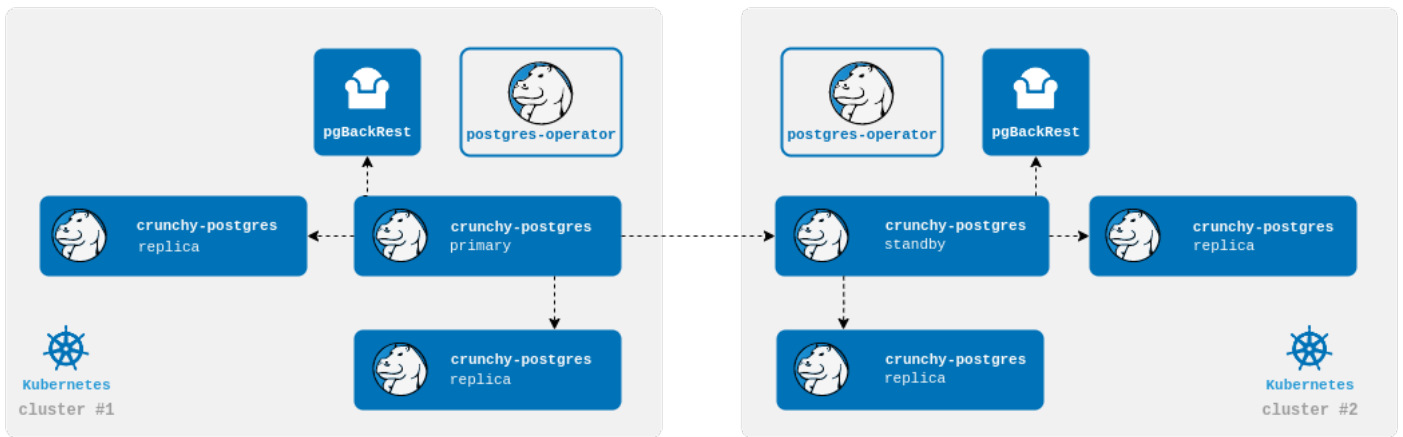 pgBackRest
postgres-operator
crunchy-postgres
replica
crunchy-postgres
primary
crunchy-postgres
replica
Kubernetes
cluster #1
postgres-operator
pgBackRest
crunchy-postgres
standby
crunchy-postgres
replica
crunchy-postgres
replica
Kubernetes
cluster #2